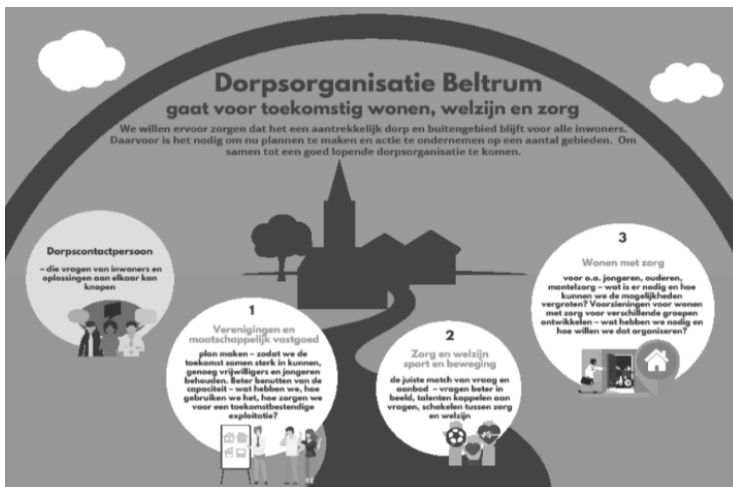 Dorpsorganisatie Beltrum
gaat voor toekomstig wonen, welzijn en zorg
We willen ervoor zorgen dat het een aantrekkelijk dorp en buitengebied blijft voor alle inwoners.
Daarvoor is het nodig om nu plannen te maken en actie te ondernemen op een aantal gebieden. Om
samen tot een goed lopende dorpsorganisatie te komen.
Dorpscontactpersoon
– die vragen van inwoners en
oplossingen aan elkaar kan
knopen
1
Verenigingen en
maatschappelijk vastgoed
plan maken – zodat we de
toekomst samen sterk in kunnen,
genoeg vrijwilligers en jongeren
behouden. Beter benutten van de
capaciteit – wat hebben we, hoe
gebruiken we het, hoe zorgen we
voor een toekomstbestendige
exploitatie?
2
Zorg en welzijn
sport en beweging
de juiste match van vraag en
aanbod – vragen beter in
beeld, talenten koppelen aan
vragen, schakelen tussen zorg
en welzijn
3
Wonen met zorg
voor o.a. jongeren, ouderen,
mantelzorg – wat is er nodig en hoe
kunnen we de mogelijkheden
vergroten? Voorzieningen voor wonen
met zorg voor verschillende groepen
ontwikkelen – wat hebben we nodig en
hoe willen we dat organiseren?